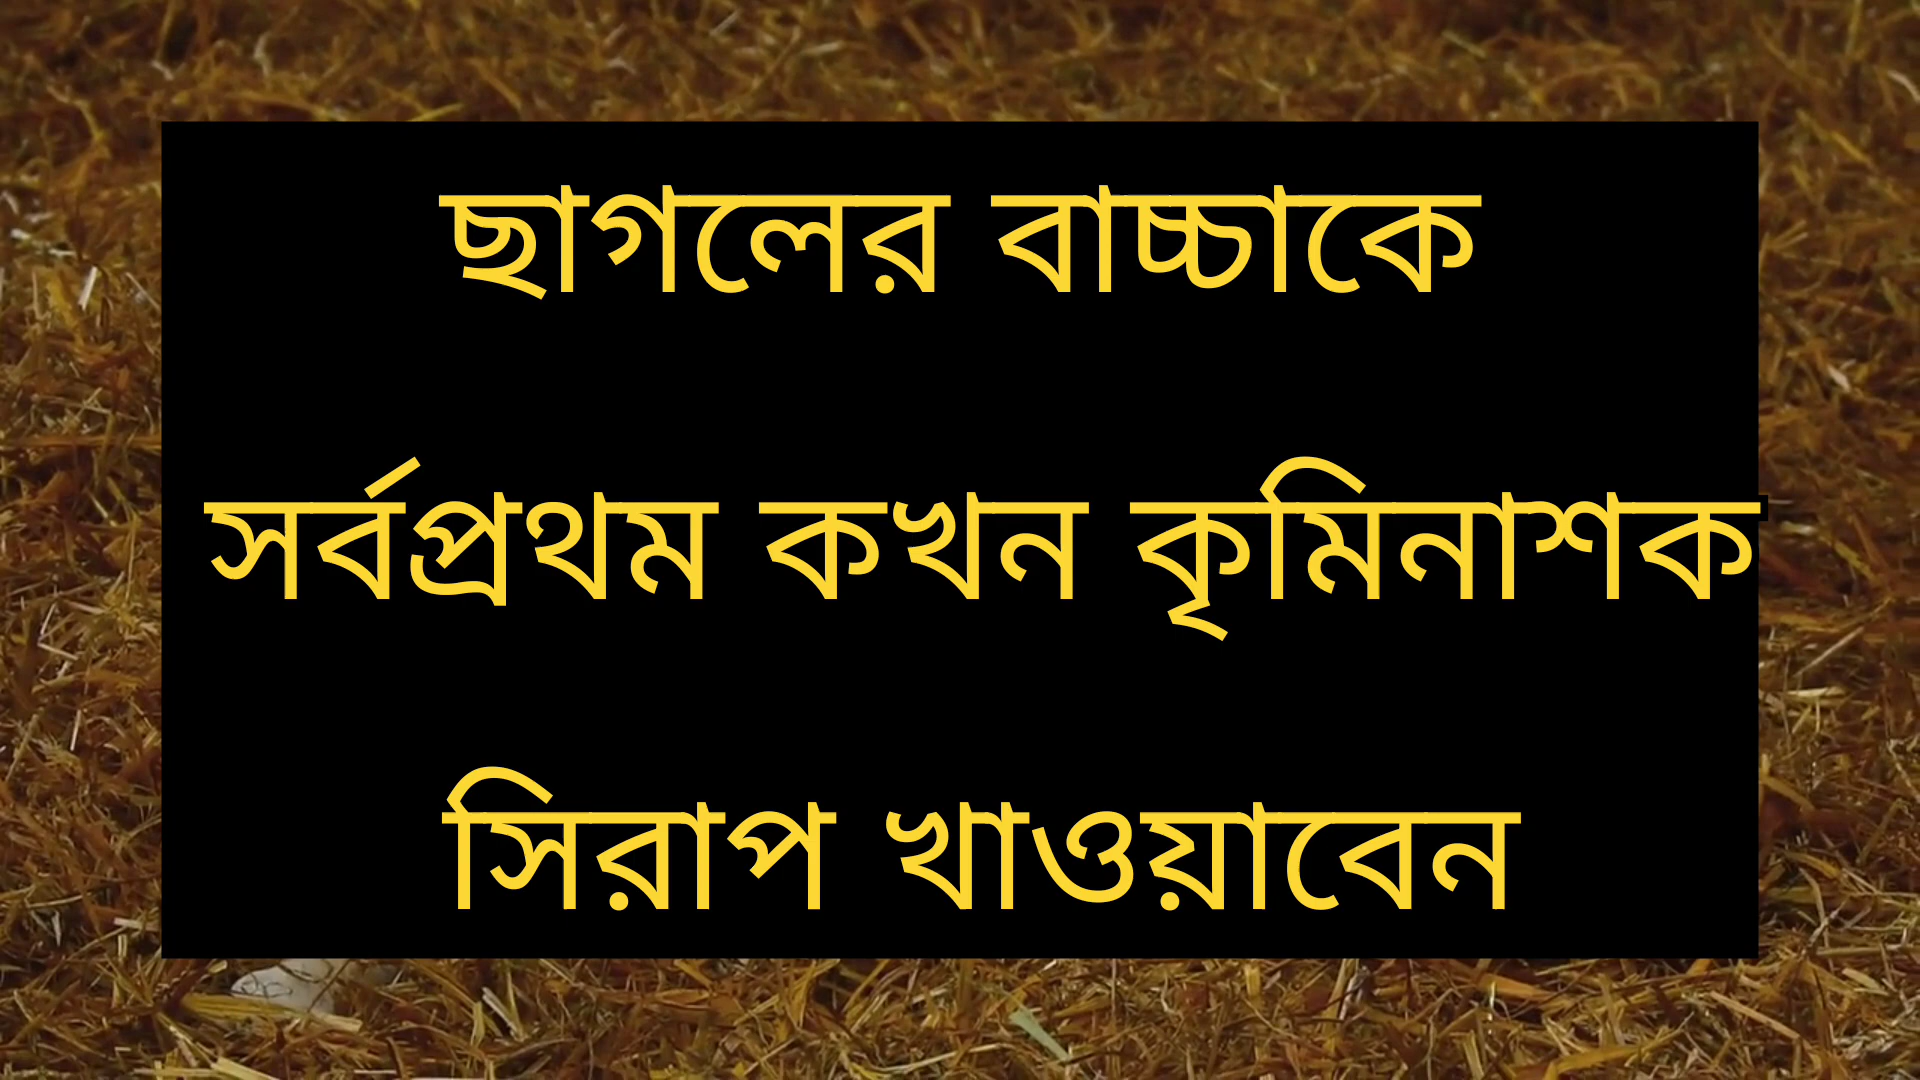 ছাগলের বাচ্চাকে
সর্বপ্রথম কখন কৃমিনাশক
সিরাপ খাওয়াবেন